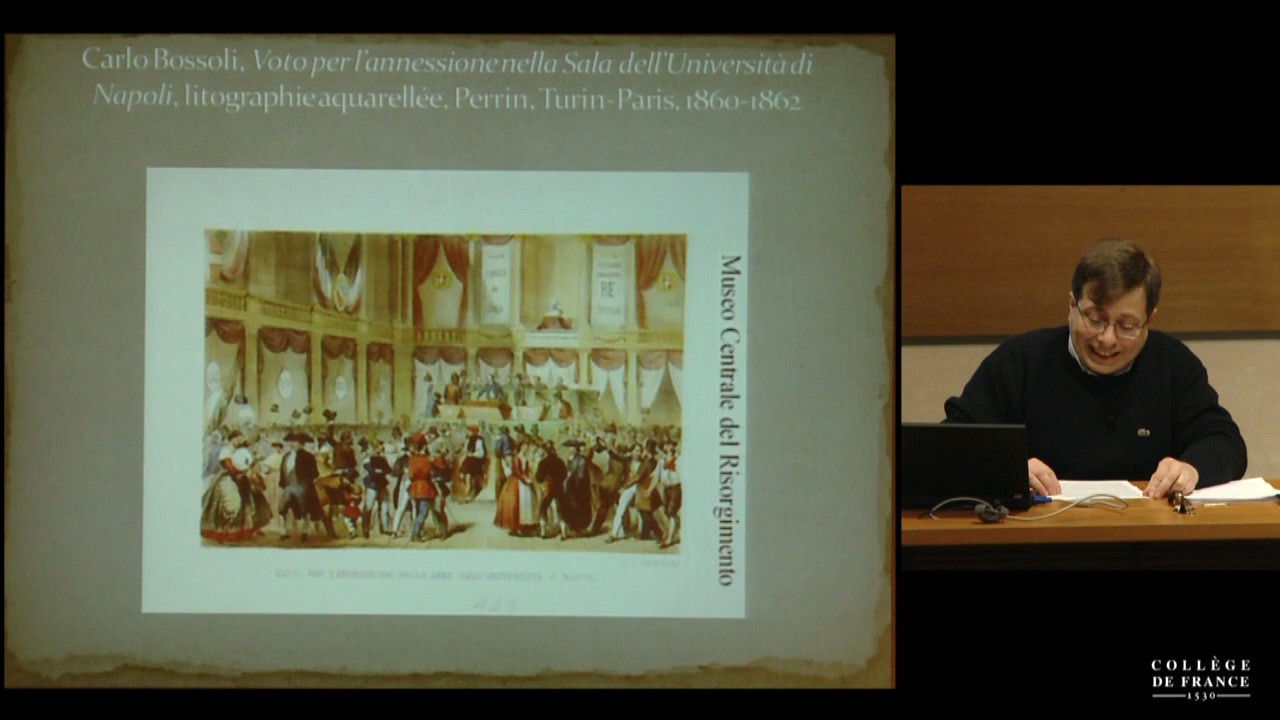 Carlo Bossoli, Voto per l'annessione nella Sala dell'Università di
Napoli, litographie aquarellée, Perrin, Turin-Paris, 1860-1862
RE
Museo Centrale del Risorgimento
COLLÈGE
DE FRANCE
1530